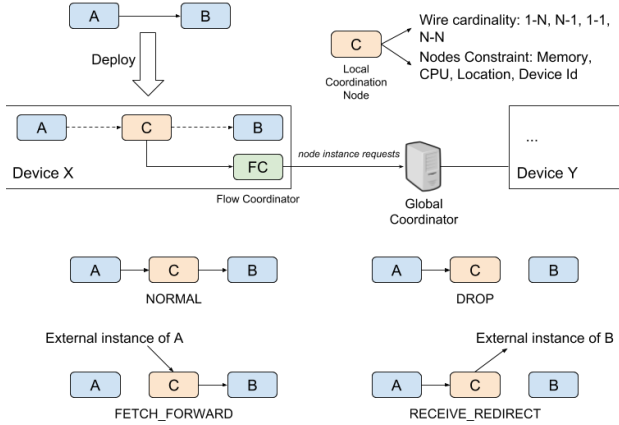 A
B
Deploy
C
Local
Coordination
Node
Wire cardinality: 1-N, N-1, 1-1,
N-N
Nodes Constraint: Memory,
CPU, Location, Device Id
A
C
B
Device X
FC
Flow Coordinator
node instance requests
Global
Coordinator
...
Device Y
A
C
B
NORMAL
A
C
B
DROP
External instance of A
A
C
B
FETCH_FORWARD
External instance of B
A
C
B
RECEIVE_REDIRECT